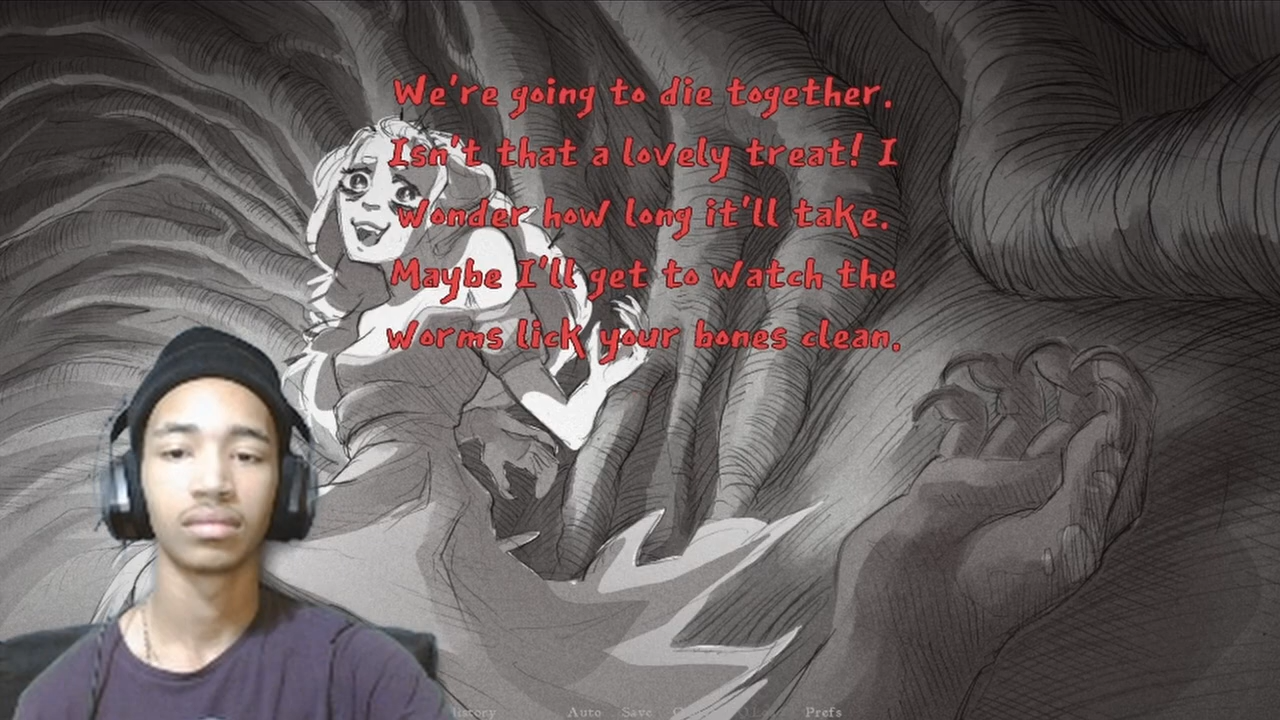 We're going to die together.
Isn't that a lovely treat! I
wonder how long it'll take.
Maybe I'll get to watch the
worms lick your bones clean.
History Auto Save Prefs